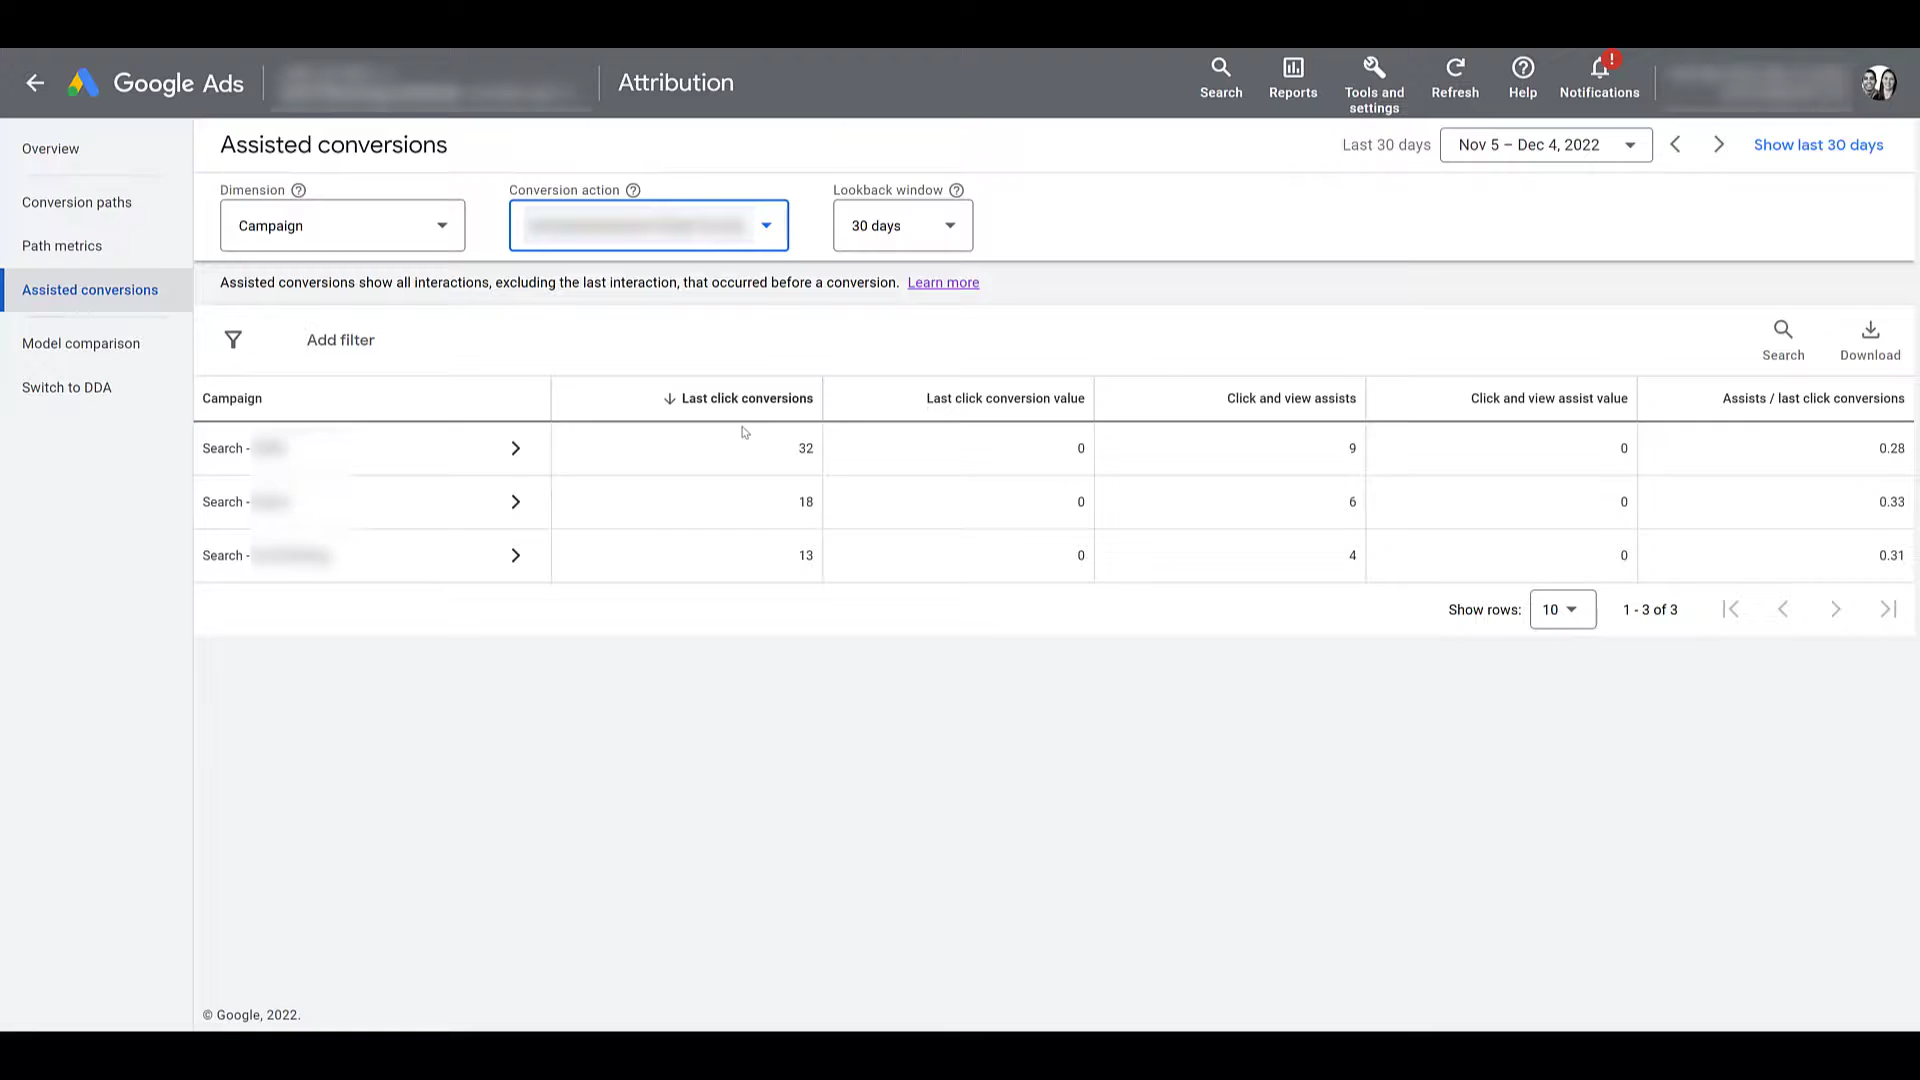 Google Ads
Attribution
Search
Reports
Tools and
settings
Refresh
Help
!
Notifications
Overview
Conversion paths
Path metrics
Assisted conversions
Model comparison
Switch to DDA
Assisted conversions
Last 30 days
Nov 5 – Dec 4, 2022
Show last 30 days
Dimension ?
Conversion action ?
Lookback window ?
Campaign
30 days
Assisted conversions show all interactions, excluding the last interaction, that occurred before a conversion. Learn more
Add filter
Search
Download
Campaign Last click conversions Last click conversion value Click and view assists Click and view assist value Assists / last click conversions
Search - 32 0 9 0 0.28
Search - 18 0 6 0 0.33
Search - 13 0 4 0 0.31
Show rows: 10 1 - 3 of 3
© Google, 2022.